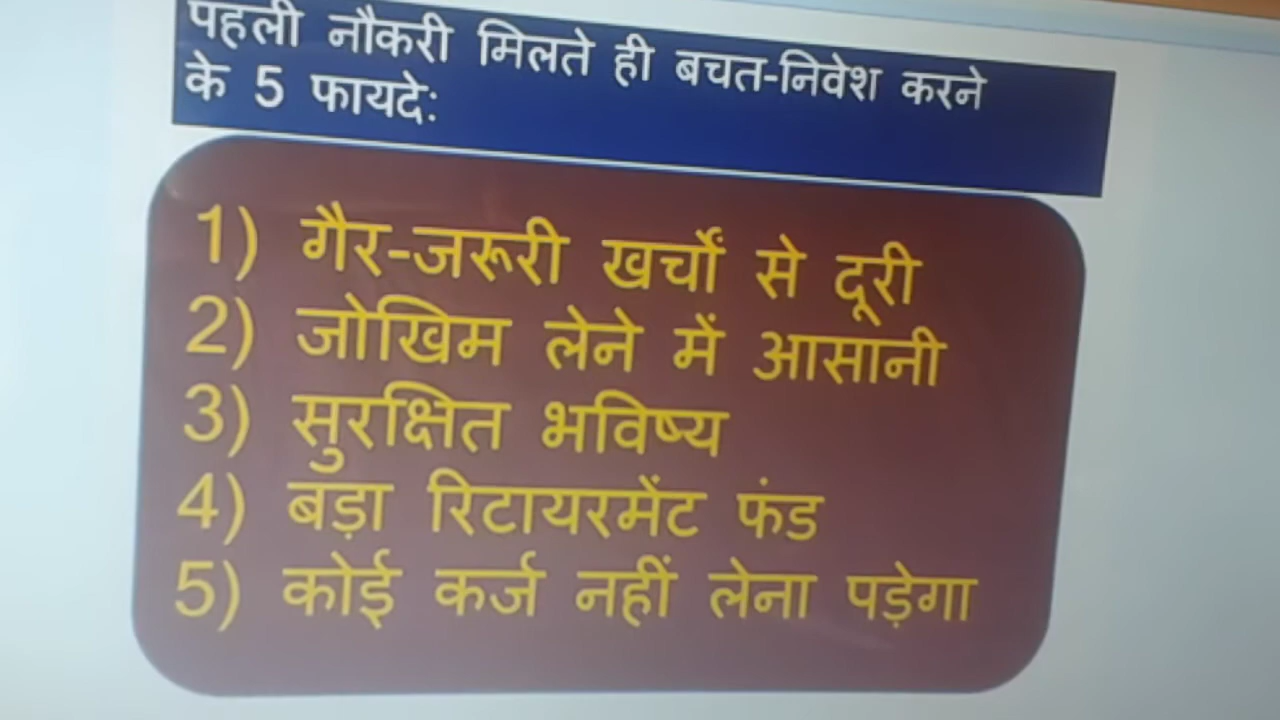 पहली नौकरी मिलते ही बचत-निवेश करने
के 5 फायदे:
1) गैर-जरूरी खर्चों से दूरी
2) जोखिम लेने में आसानी
3) सुरक्षित भविष्य
4) बड़ा रिटायरमेंट फंड
5) कोई कर्ज नहीं लेना पड़ेगा